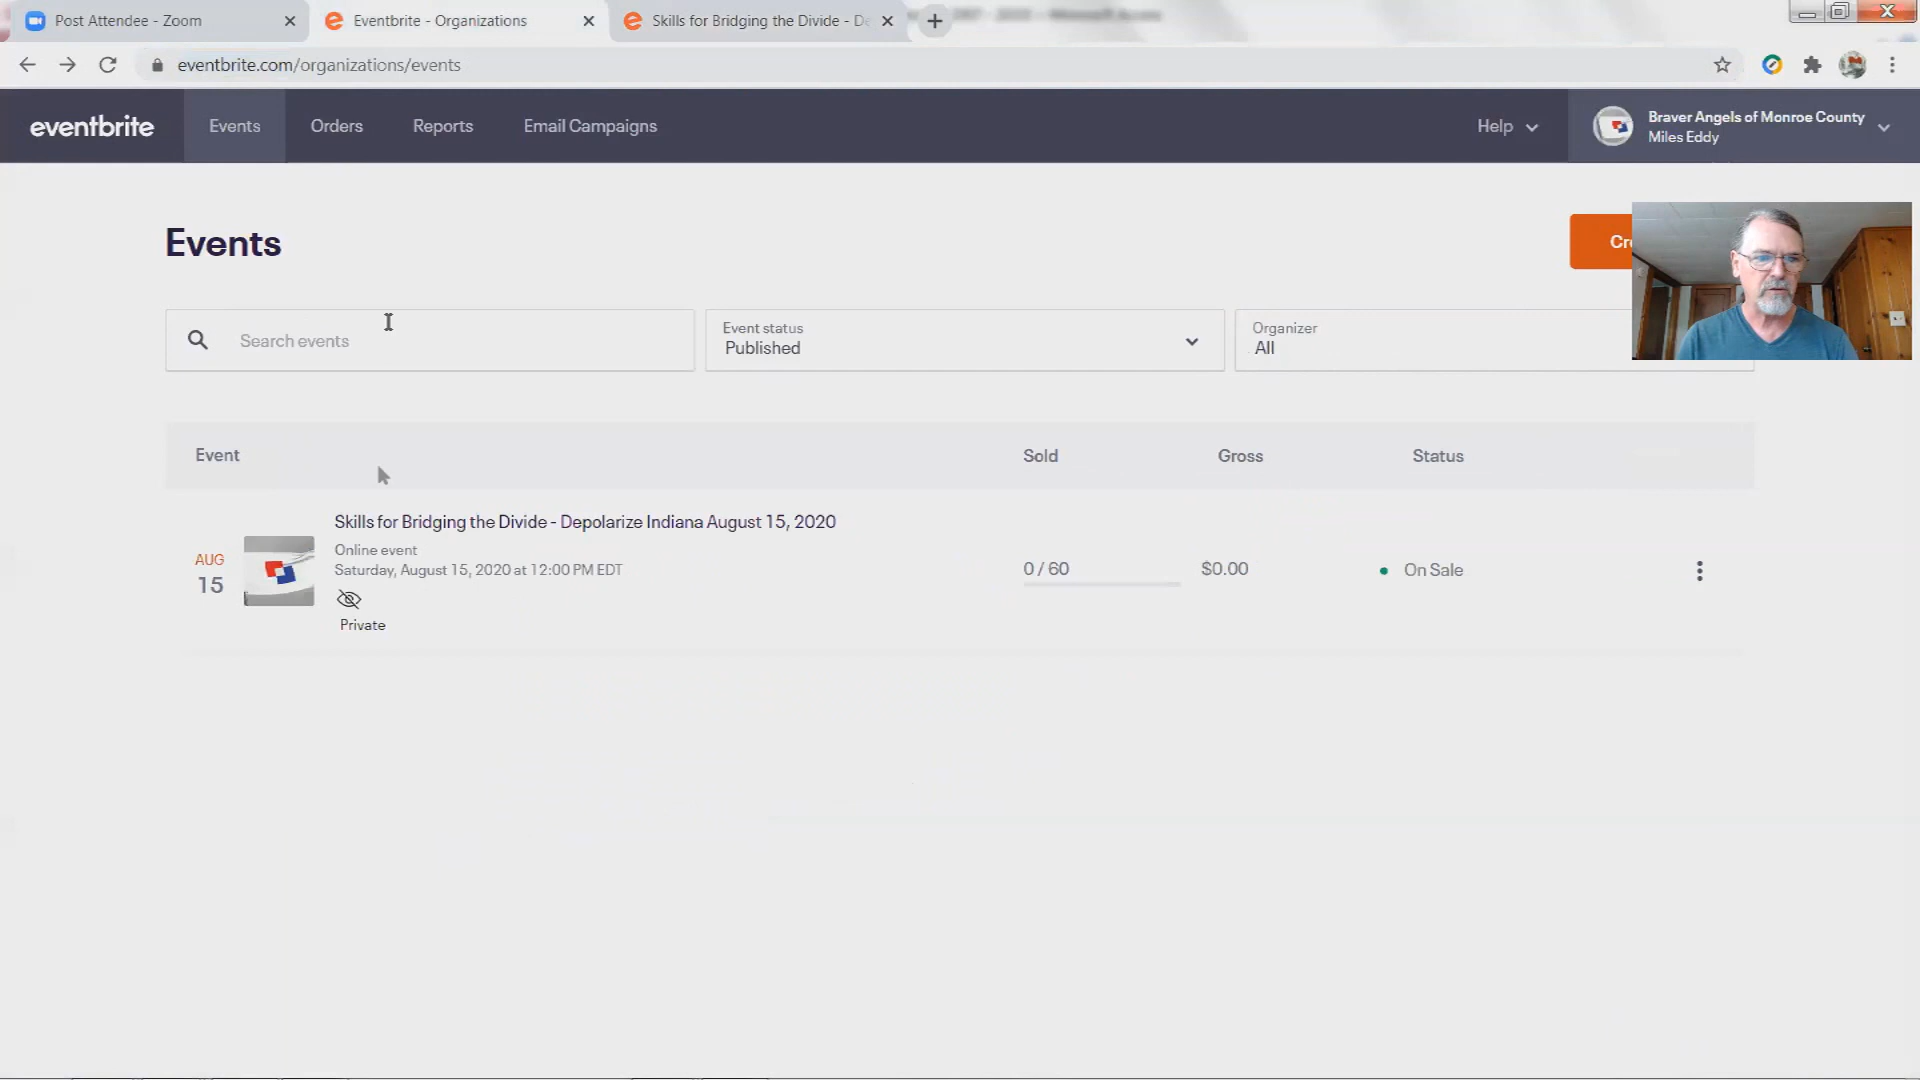 Post Attendee - Zoom
Eventbrite - Organizations
Skills for Bridging the Divide - De
eventbrite.com/organizations/events
eventbrite
Events
Orders
Reports
Email Campaigns
Help
Braver Angels of Monroe County
Miles Eddy
Events
Cre
Search events
Event status
Published
Organizer
All
Event
Sold
Gross
Status
Skills for Bridging the Divide - Depolarize Indiana August 15, 2020
AUG
15
Online event
Saturday, August 15, 2020 at 12:00 PM EDT
0 / 60
$0.00
On Sale
Private